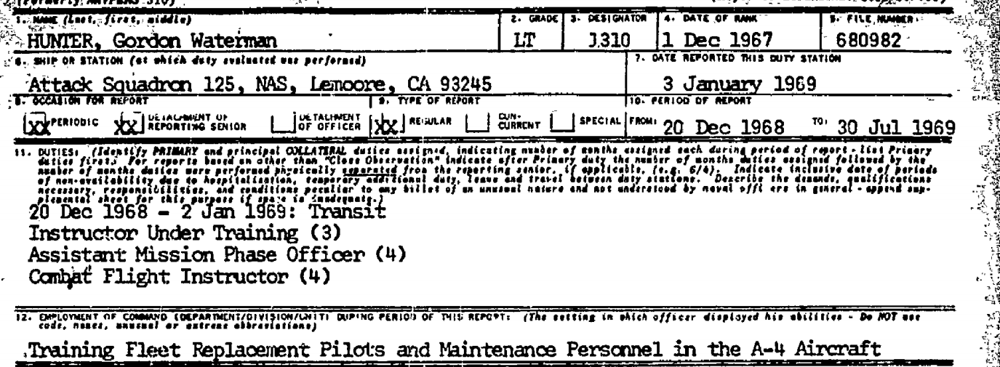 (Formerly NAVPERS 310)
1. NAME (Last, first, middle) 2. GRADE 3. DESIGNATOR 4. DATE OF RANK 5. FILE NUMBER
HUNTER, Gordon Waterman LT 1310 1 Dec 1967 680982
6. SHIP OR STATION (at which duty evaluated was performed) 7. DATE REPORTED THIS DUTY STATION
Attack Squadron 125, NAS, Lemoore, CA 93245 3 January 1969
8. OCCASION FOR REPORT 9. TYPE OF REPORT 10. PERIOD OF REPORT
XX PERIODIC XX DETACHMENT OF REPORTING SENIOR DETACHMENT OF OFFICER XX REGULAR CON-CURRENT SPECIAL FROM: 20 Dec 1968 TO: 30 Jul 1969
11. DUTIES: (Identify PRIMARY and principal COLLATERAL duties assigned, indicating number of months assigned each during period of report - list Primary
duties first. For reports based on other than "Close Observation" indicate after Primary duty the number of months duties assigned followed by the
number of months duties were performed physically separated from the reporting senior, if applicable, (e.g. 6/4). Indicate inclusive date of periods
of non-availability due to hospitalization, temporary additional duty, leave and travel between duty stations. Describe the demands, qualifications
necessary, responsibilities, and conditions peculiar to any billet of an unusual nature and not understood by naval offi ers in general - append sup-
plemental sheet for this purpose if space is inadequate.)
20 Dec 1968 - 2 Jan 1969: Transit
Instructor Under Training (3)
Assistant Mission Phase Officer (4)
Combat Flight Instructor (4)
12. EMPLOYMENT OF COMMAND (DEPARTMENT/DIVISION/UNIT) DURING PERIOD OF THIS REPORT: (The setting in which officer displayed his abilities - Do NOT use
code, names, unusual or extreme abbreviations)
Training Fleet Replacement Pilots and Maintenance Personnel in the A-4 Aircraft